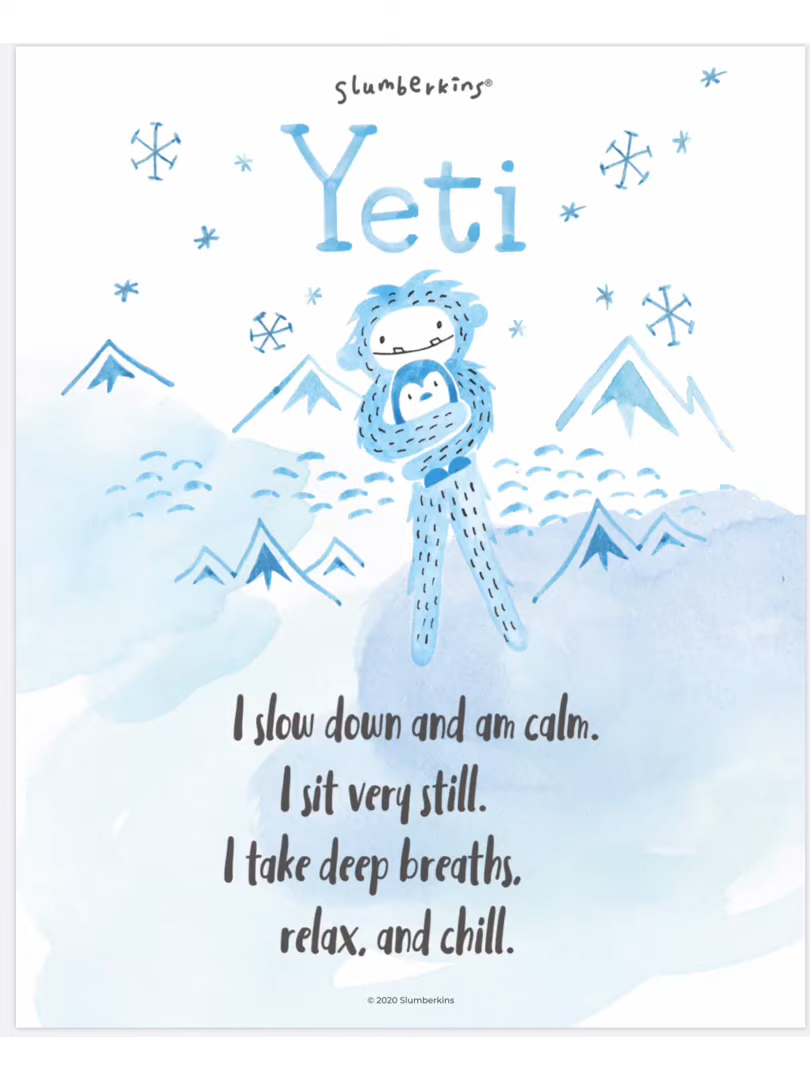 slumberkins®
Yeti
I slow down and am calm.
I sit very still.
I take deep breaths,
relax, and chill.
© 2020 Slumberkins